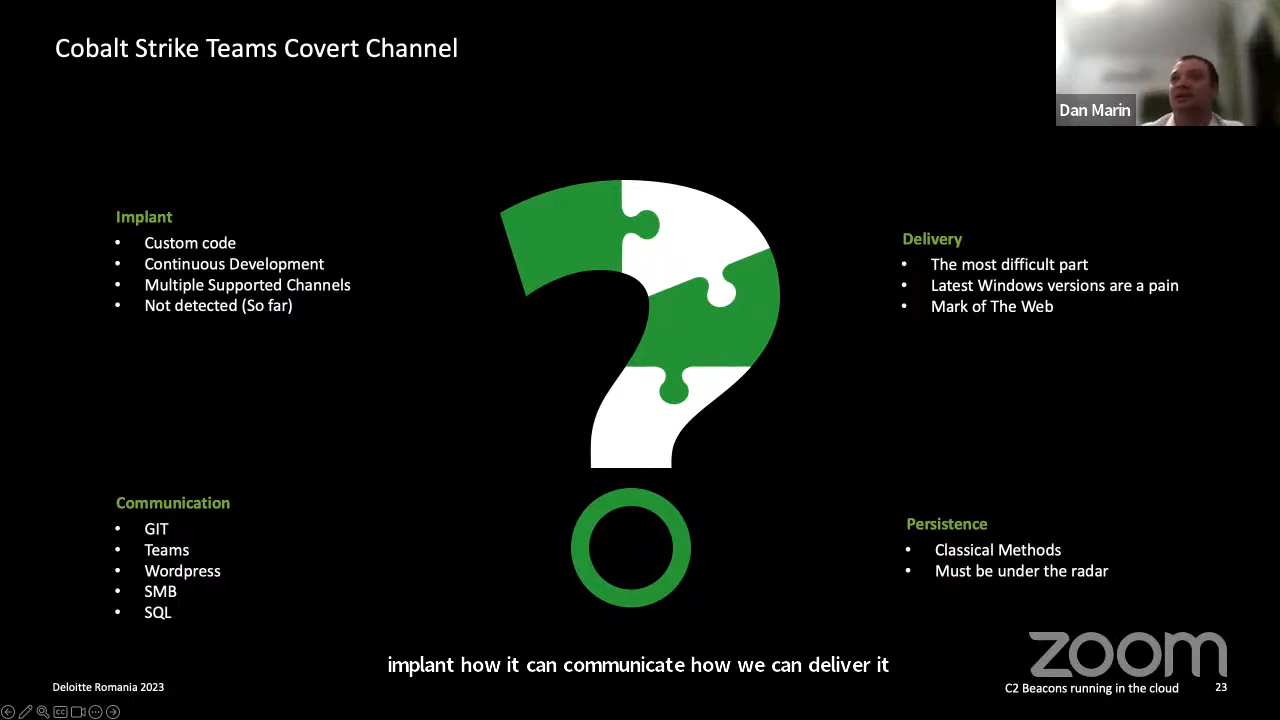 Cobalt Strike Teams Covert Channel
Dan Marin
Implant
• Custom code
• Continuous Development
• Multiple Supported Channels
• Not detected (So far)
Delivery
• The most difficult part
• Latest Windows versions are a pain
• Mark of The Web
Communication
• GIT
• Teams
• Wordpress
• SMB
• SQL
Persistence
• Classical Methods
• Must be under the radar
implant how it can communicate how we can deliver it
zoom
Deloitte Romania 2023
C2 Beacons running in the cloud 23
CC